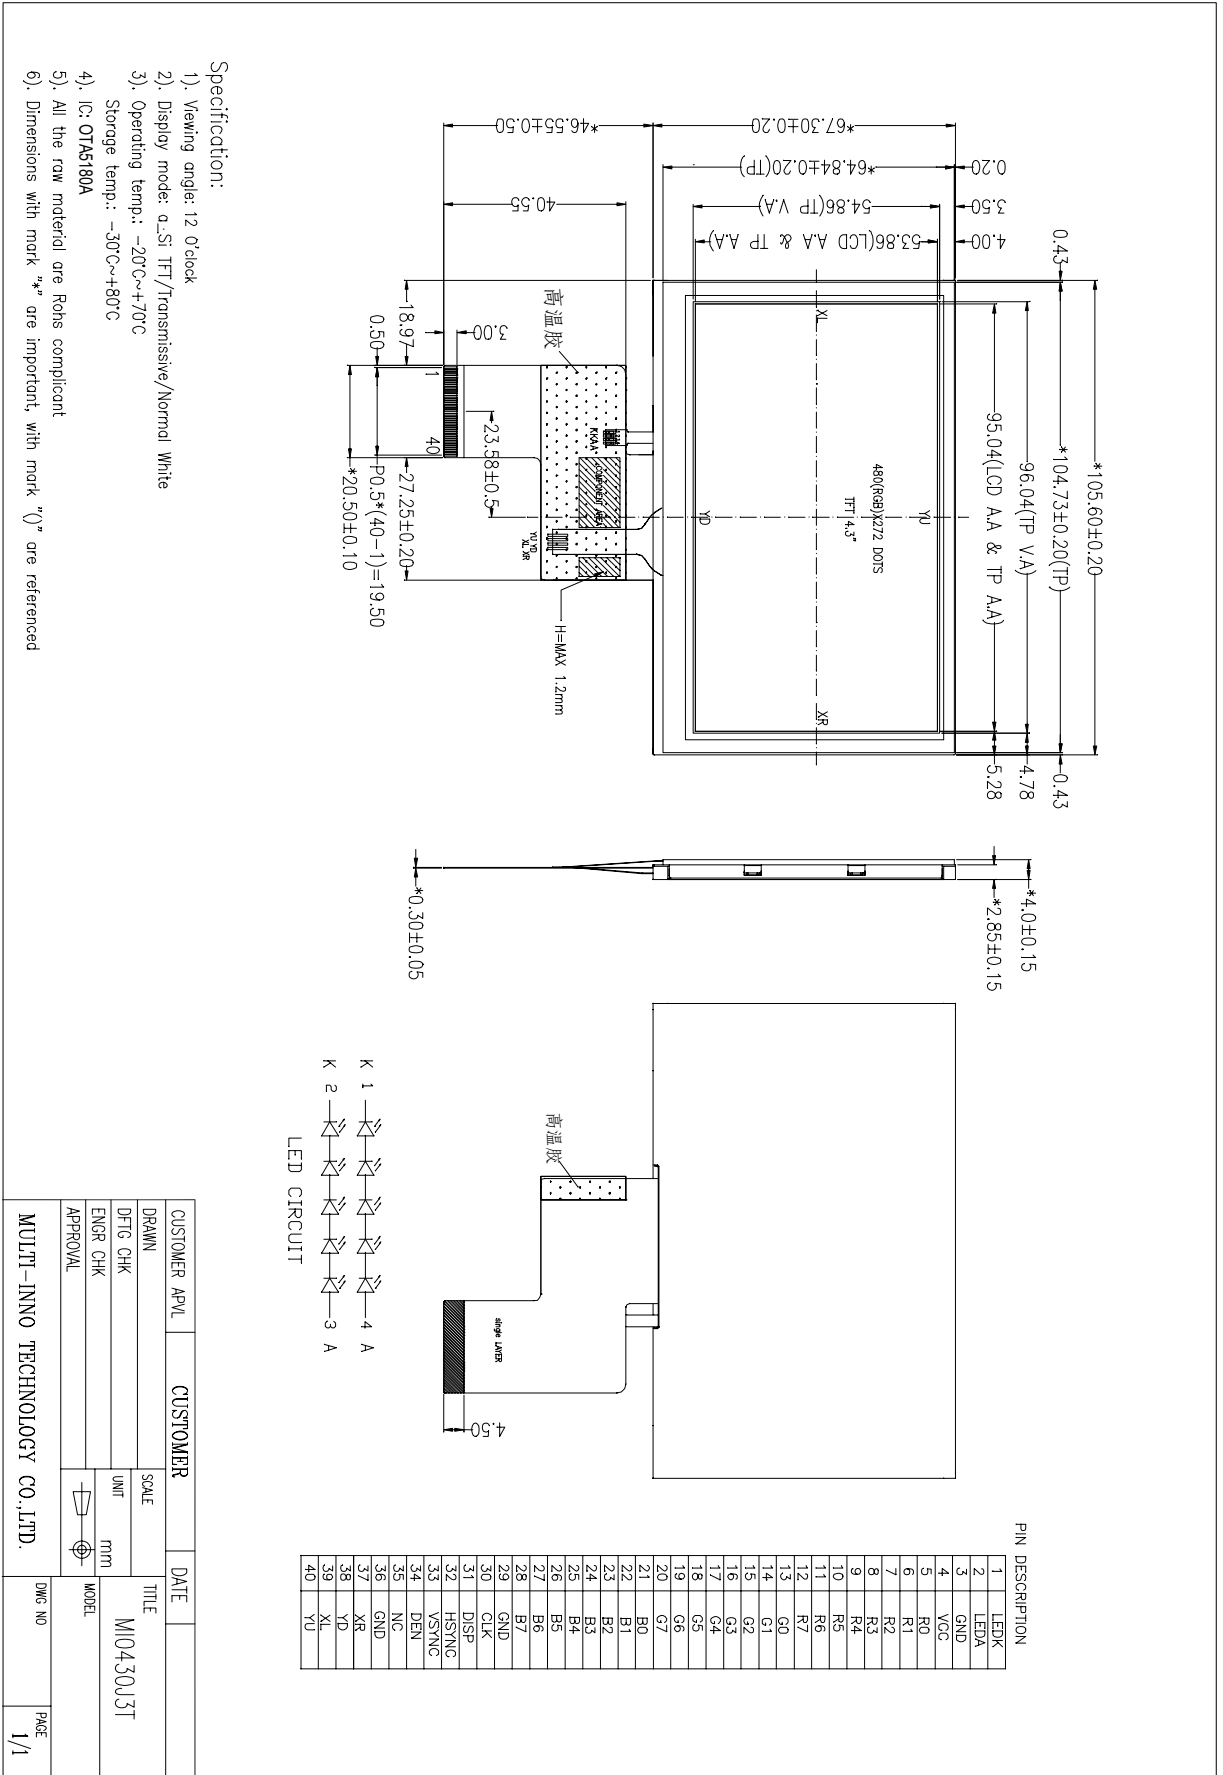 *105.60±0.20
0.43
*104.73±0.20(TP)
0.43
96.04(TP V.A)
4.78
95.04(LCD A.A & TP A.A)
5.28
0.20
3.50
4.00
*67.30±0.20
*64.84±0.20(TP)
54.86(TP V.A)
53.86(LCD A.A & TP A.A)
*46.55±0.50
40.55
XL
YU
480(RGB)X272 DOTS
TFT 4.3"
YD
XR
高温胶
KKAA
COMPONENT AREA
YU YD
XL XR
H=MAX 1.2mm
18.97
3.00
0.50
1
40
23.58±0.5
27.25±0.20
P0.5*(40-1)=19.50
*20.50±0.10
*4.0±0.15
*2.85±0.15
*0.30±0.05
高温胶
single LAYER
4.50
K 1
4 A
K 2
3 A
LED CIRCUIT
PIN DESCRIPTION
1 LEDK
2 LEDA
3 GND
4 VCC
5 R0
6 R1
7 R2
8 R3
9 R4
10 R5
11 R6
12 R7
13 G0
14 G1
15 G2
16 G3
17 G4
18 G5
19 G6
20 G7
21 B0
22 B1
23 B2
24 B3
25 B4
26 B5
27 B6
28 B7
29 GND
30 CLK
31 DISP
32 HSYNC
33 VSYNC
34 DEN
35 NC
36 GND
37 XR
38 YD
39 XL
40 YU
Specification:
1). Viewing angle: 12 O'clock
2). Display mode: a_Si TFT/Transmissive/Normal White
3). Operating temp.: -20°C~+70°C
Storage temp.: -30°C~+80°C
4). IC: OTA5180A
5). All the raw material are Rohs complicant
6). Dimensions with mark "*" are important, with mark "()" are referenced
CUSTOMER APVL
CUSTOMER
DATE
DRAWN
DFTG CHK
ENGR CHK
APPROVAL
SCALE
UNIT
mm
TITLE
MI0430J3T
MODEL
MULTI-INNO TECHNOLOGY CO.,LTD.
DWG NO
PAGE
1/1